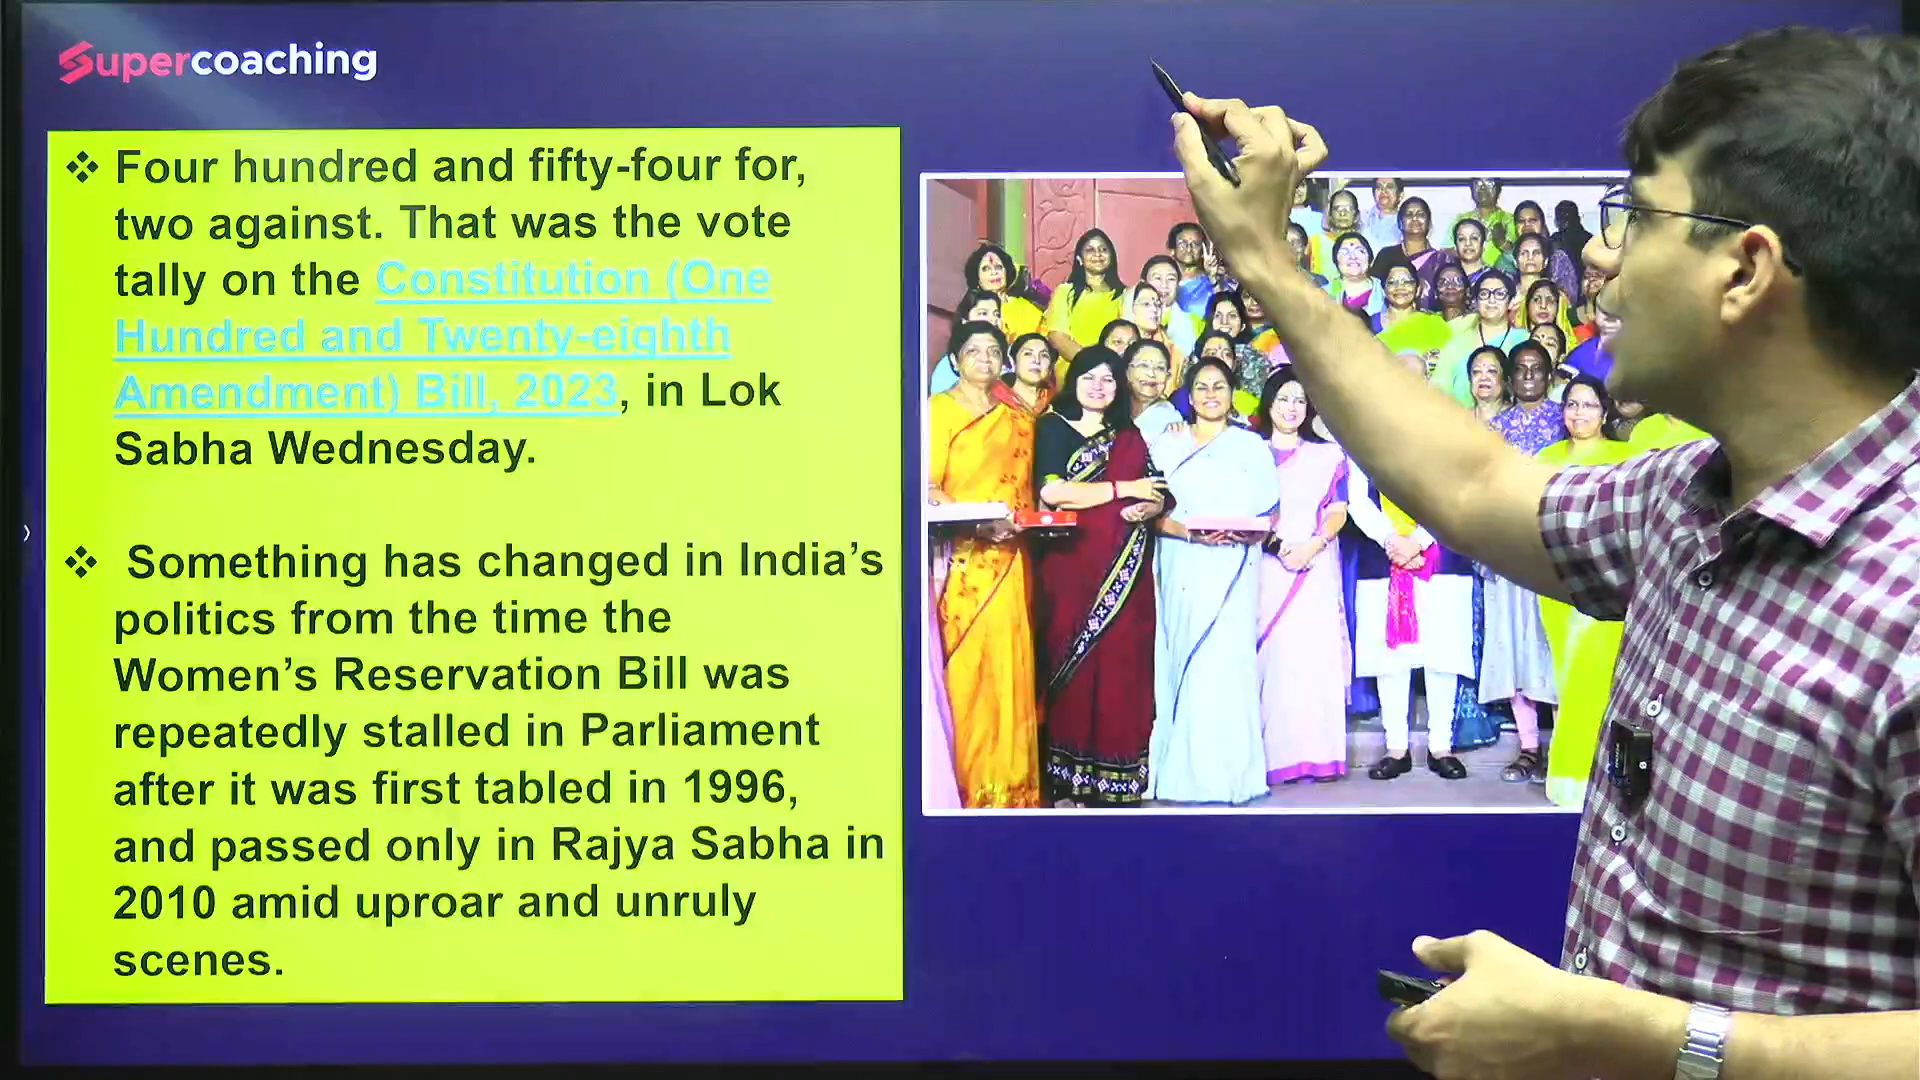 Supercoaching
❖ Four hundred and fifty-four for,
two against. That was the vote
tally on the Constitution (One
Hundred and Twenty-eighth
Amendment) Bill, 2023, in Lok
Sabha Wednesday.
❖ Something has changed in India’s
politics from the time the
Women’s Reservation Bill was
repeatedly stalled in Parliament
after it was first tabled in 1996,
and passed only in Rajya Sabha in
2010 amid uproar and unruly
scenes.